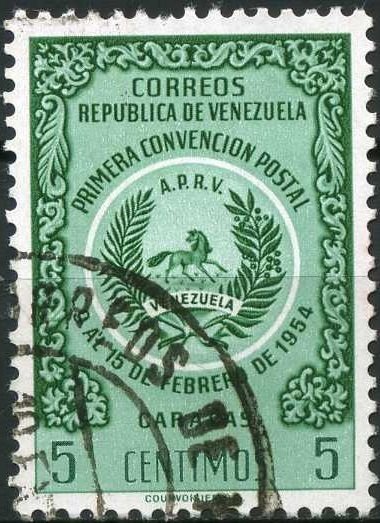 CORREOS
REPUBLICA DE VENEZUELA
PRIMERA CONVENCION POSTAL
A.P.R.V.
VENEZUELA
A 15 DE FEBRERO DE 1954
CARACAS
5 CENTIMOS 5
COURVOISIER